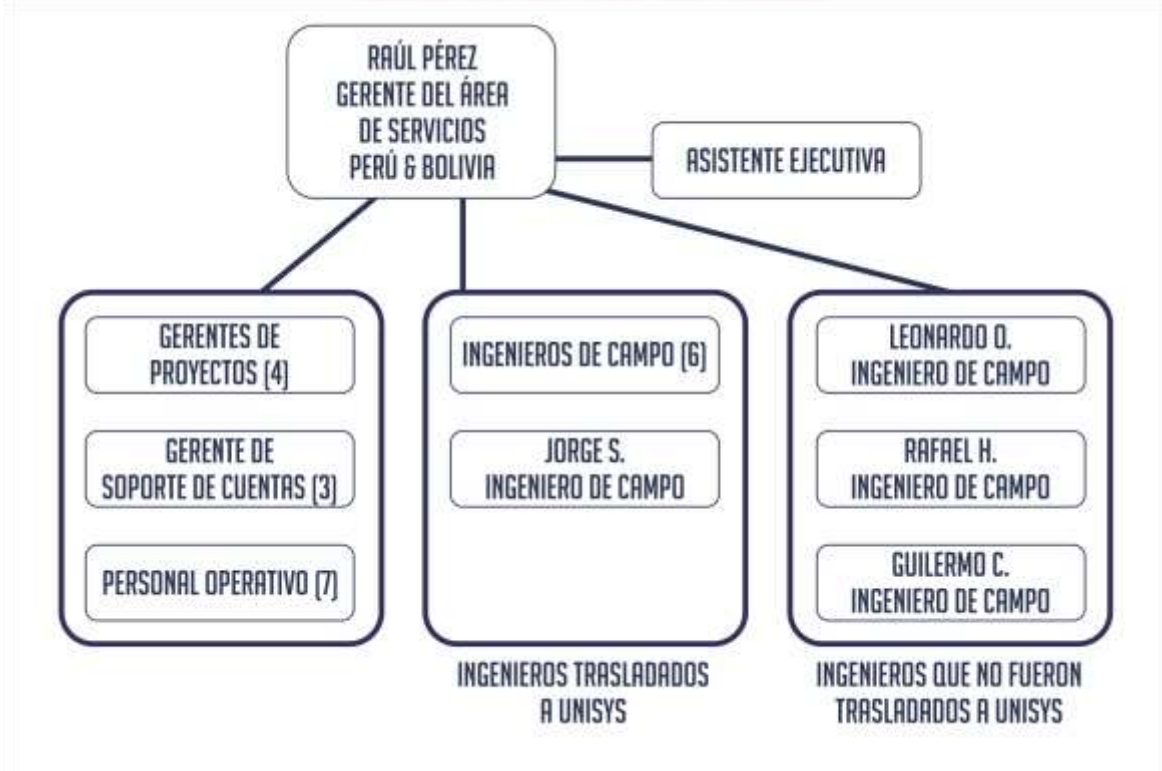 RAÚL PÉREZ
GERENTE DEL ÁREA
DE SERVICIOS
PERÚ & BOLIVIA
ASISTENTE EJECUTIVA
GERENTES DE
PROYECTOS (4)
GERENTE DE
SOPORTE DE CUENTAS (3)
PERSONAL OPERATIVO (7)
INGENIEROS DE CAMPO (6)
JORGE S.
INGENIERO DE CAMPO
INGENIEROS TRASLADADOS
A UNISYS
LEONARDO O.
INGENIERO DE CAMPO
RAFAEL H.
INGENIERO DE CAMPO
GUILERMO C.
INGENIERO DE CAMPO
INGENIEROS QUE NO FUERON
TRASLADADOS A UNISYS